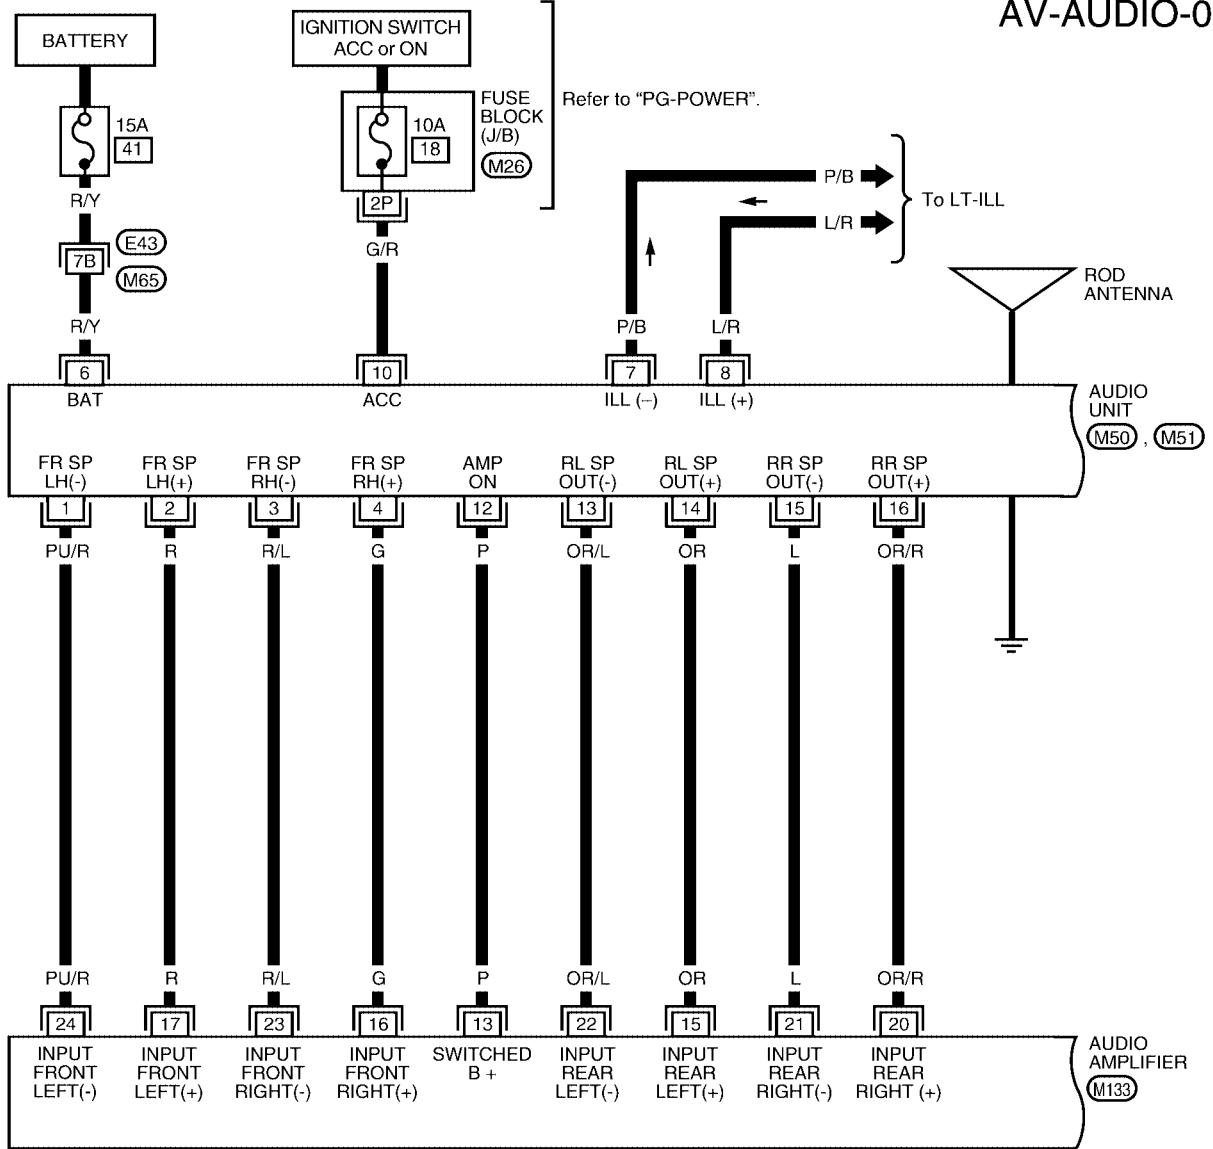 AV-AUDIO-0
BATTERY
IGNITION SWITCH
ACC or ON
15A
41
10A
18
FUSE
BLOCK
(J/B)
M26
Refer to “PG-POWER”.
R/Y
2P
G/R
E43
7B
M65
R/Y
P/B
L/R
To LT-ILL
ROD
ANTENNA
P/B
L/R
6
10
7
8
BAT
ACC
ILL (–)
ILL (+)
AUDIO
UNIT
M50 , M51
FR SP
LH(-)
FR SP
LH(+)
FR SP
RH(-)
FR SP
RH(+)
AMP
ON
RL SP
OUT(-)
RL SP
OUT(+)
RR SP
OUT(-)
RR SP
OUT(+)
1
2
3
4
12
13
14
15
16
PU/R
R
R/L
G
P
OR/L
OR
L
OR/R
PU/R
R
R/L
G
P
OR/L
OR
L
OR/R
24
17
23
16
13
22
15
21
20
INPUT
FRONT
LEFT(-)
INPUT
FRONT
LEFT(+)
INPUT
FRONT
RIGHT(-)
INPUT
FRONT
RIGHT(+)
SWITCHED
B +
INPUT
REAR
LEFT(-)
INPUT
REAR
LEFT(+)
INPUT
REAR
RIGHT(-)
INPUT
REAR
RIGHT (+)
AUDIO
AMPLIFIER
M133